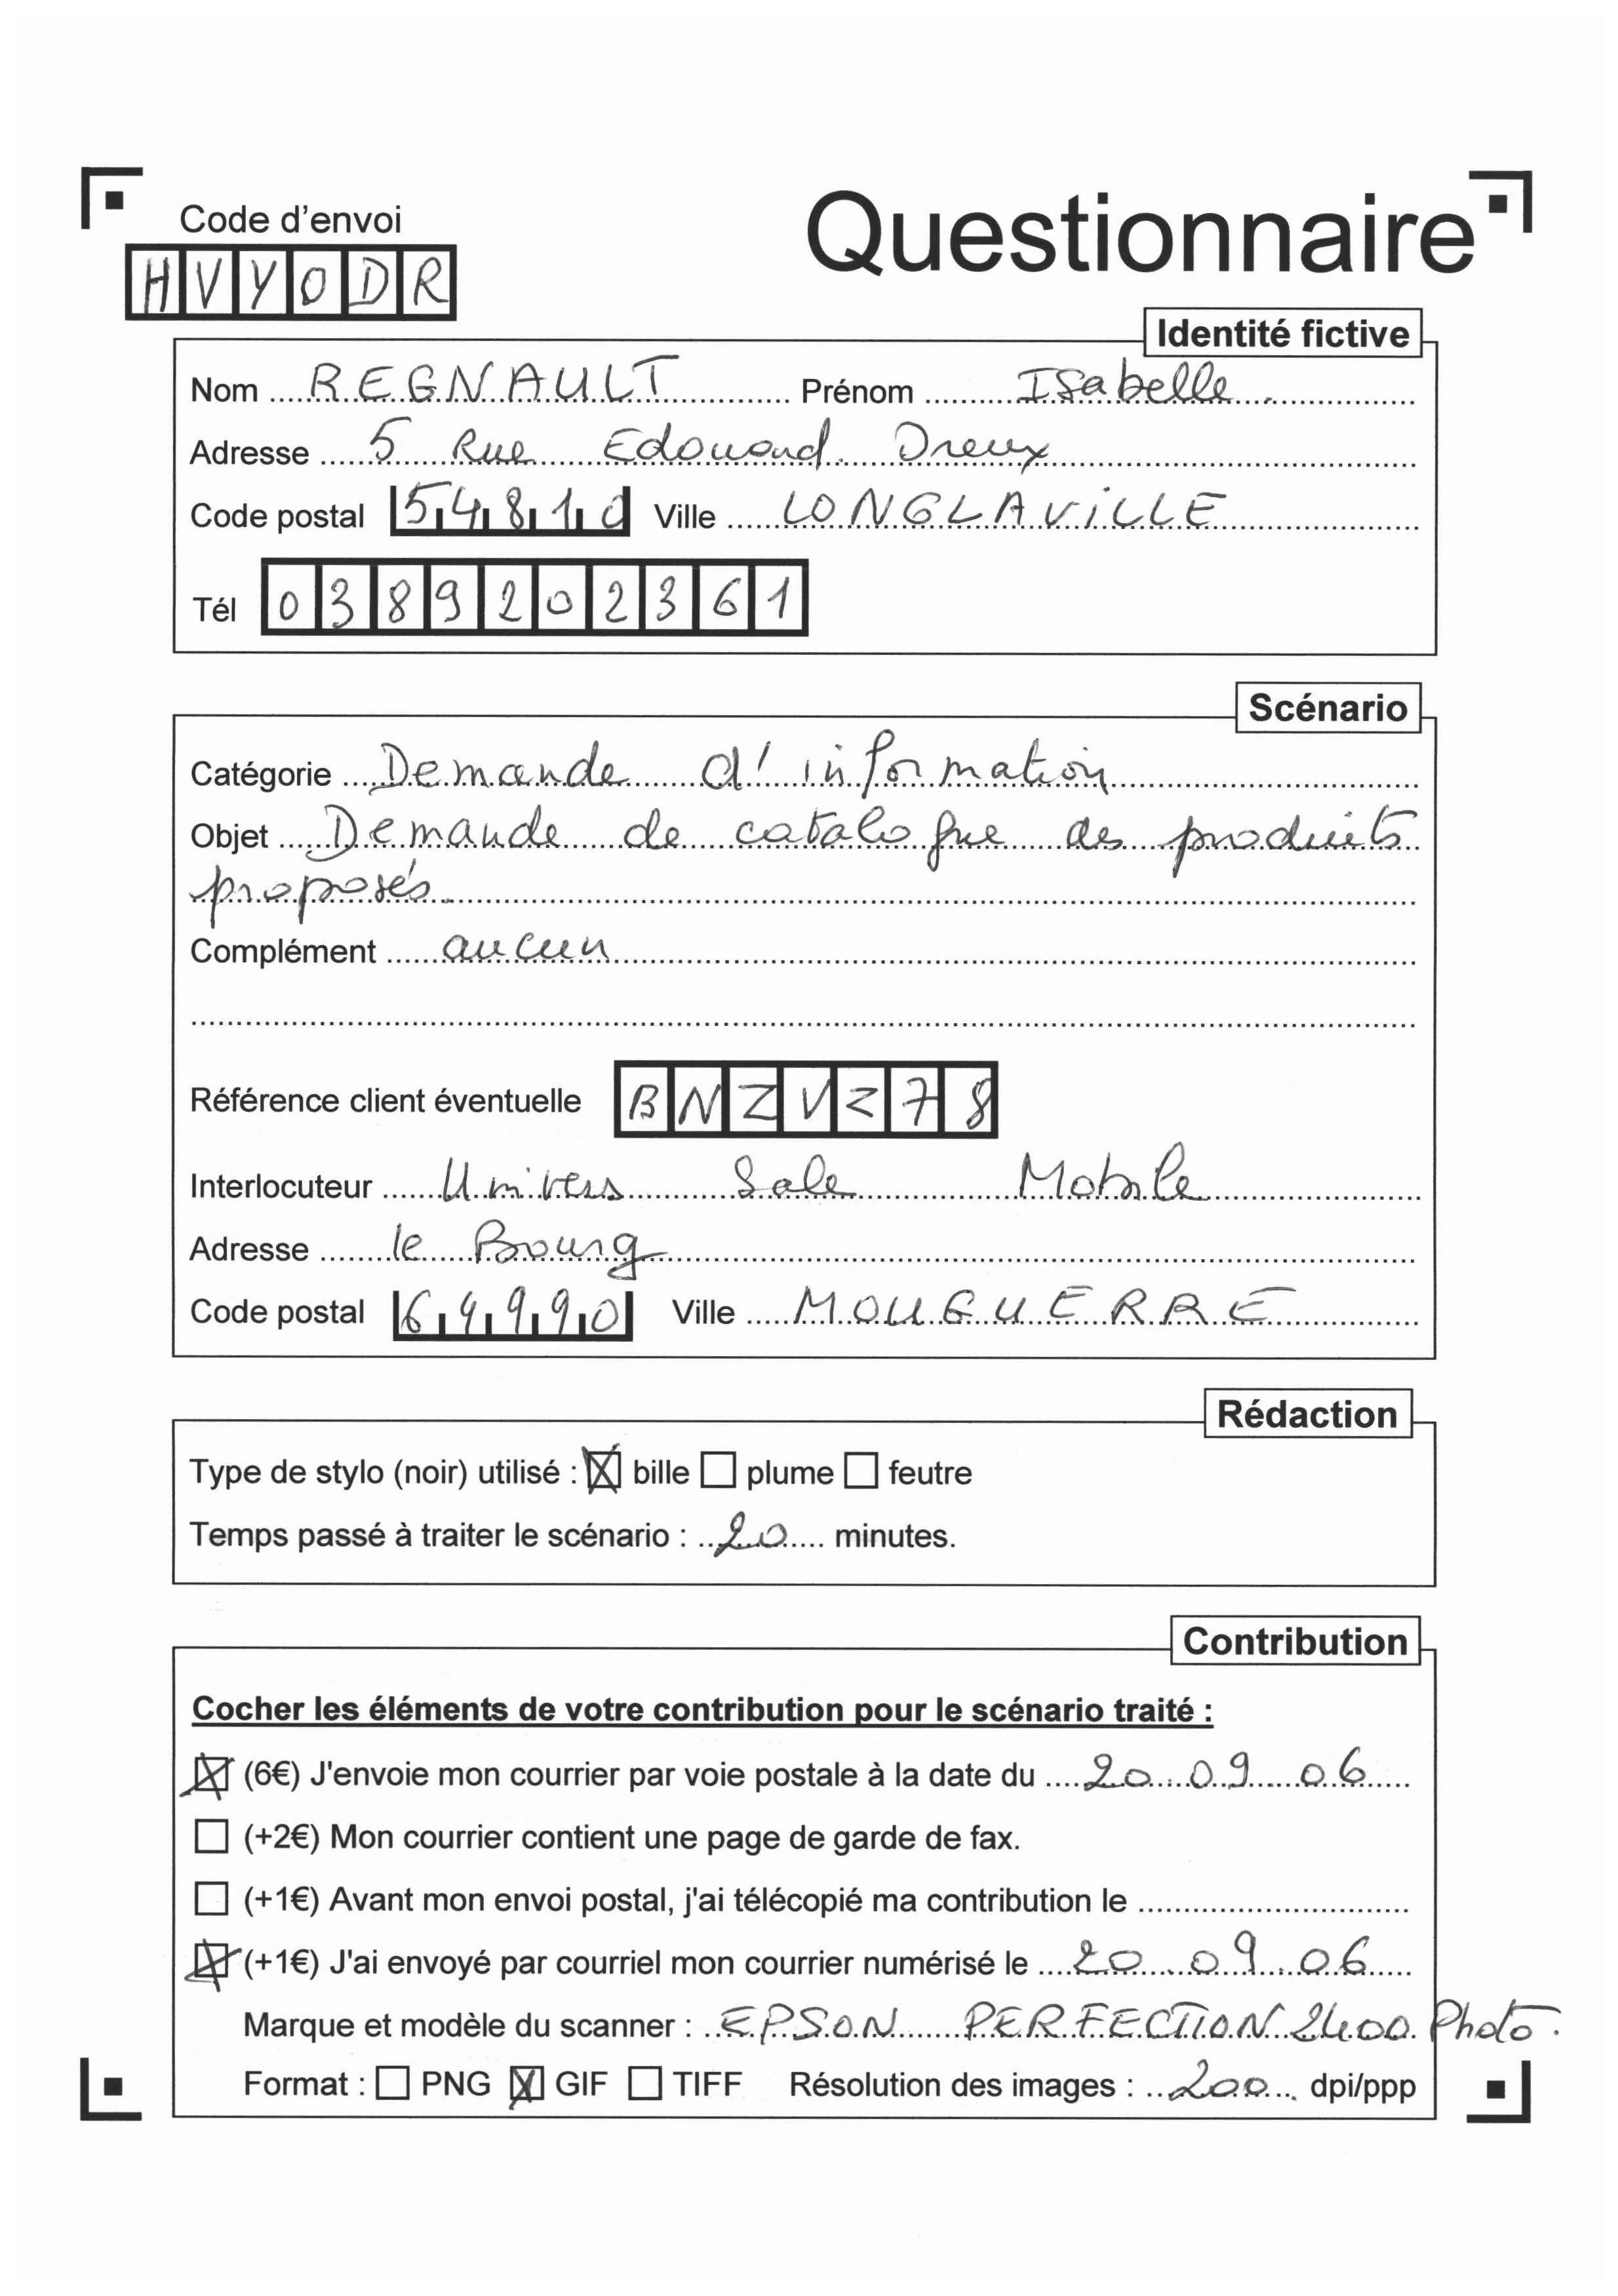 Code d'envoi
Questionnaire
HVYODR
Identité fictive
Nom REGNAULT Prénom Isabelle
Adresse 5 Rue Edouard Dreux
Code postal 54810 Ville LONGLAVILLE
Tél 0389202361
Scénario
Catégorie Demande d'information
Objet Demande de catalogue des produits
proposés
Complément aucun
Référence client éventuelle BNZVZ78
Interlocuteur Univers Sale Mobile
Adresse le Bourg
Code postal 64990 Ville MOUGUERRE
Rédaction
Type de stylo (noir) utilisé : bille plume feutre
Temps passé à traiter le scénario : 20 minutes.
Contribution
Cocher les éléments de votre contribution pour le scénario traité :
(6€) J'envoie mon courrier par voie postale à la date du 20.09.06
(+2€) Mon courrier contient une page de garde de fax.
(+1€) Avant mon envoi postal, j'ai télécopié ma contribution le
(+1€) J'ai envoyé par courriel mon courrier numérisé le 20.09.06
Marque et modèle du scanner : EPSON PERFECTION 2400 Photo.
Format : PNG GIF TIFF Résolution des images : 200 dpi/ppp